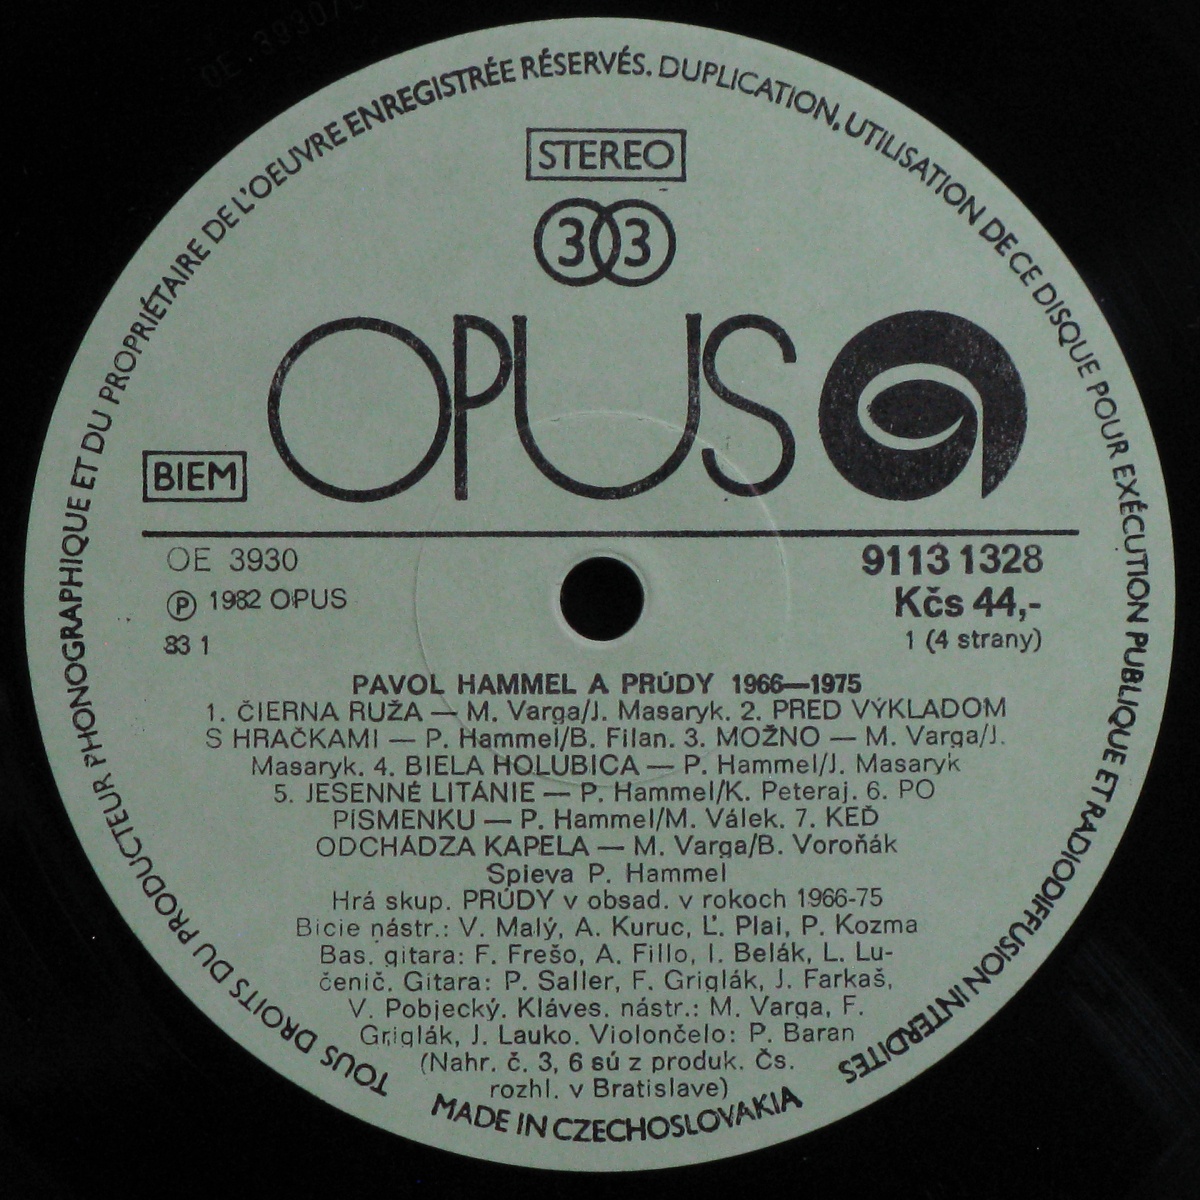 TOUS DROITS DU PRODUCTEUR PHONOGRAPHIQUE ET DU PROPRIÉTAIRE DE L'OEUVRE ENREGISTRÉE RÉSERVÉS. DUPLICATION, UTILISATION DE CE DISQUE POUR EXÉCUTION PUBLIQUE ET RADIODIFFUSION INTERDITES
STEREO
33
OPUS
BIEM
OE 3930
9113 1328
Ⓟ 1982 OPUS
Kčs 44,-
83 1
1 (4 strany)
PAVOL HAMMEL A PRÚDY 1966—1975
1. ČIERNA RUŽA — M. Varga/J. Masaryk. 2. PRED VÝKLADOM
S HRAČKAMI — P. Hammel/B. Filan. 3. MOŽNO — M. Varga/J.
Masaryk. 4. BIELA HOLUBICA — P. Hammel/J. Masaryk
5. JESENNÉ LITÁNIE — P. Hammel/K. Peteraj. 6. PO
PÍSMENKU — P. Hammel/M. Válek. 7. KEĎ
ODCHÁDZA KAPELA — M. Varga/B. Voroňák
Spieva P. Hammel
Hrá skup. PRÚDY v obsad. v rokoch 1966-75
Bicie nástr.: V. Malý, A. Kuruc, Ľ. Plai, P. Kozma
Bas. gitara: F. Frešo, A. Fillo, I. Belák, L. Lu-
čenič. Gitara: P. Saller, F. Griglák, J. Farkaš,
V. Pobjecký. Kláves. nástr.: M. Varga, F.
Griglák, J. Lauko. Violončelo: P. Baran
(Nahr. č. 3, 6 sú z produk. Čs.
rozhl. v Bratislave)
MADE IN CZECHOSLOVAKIA